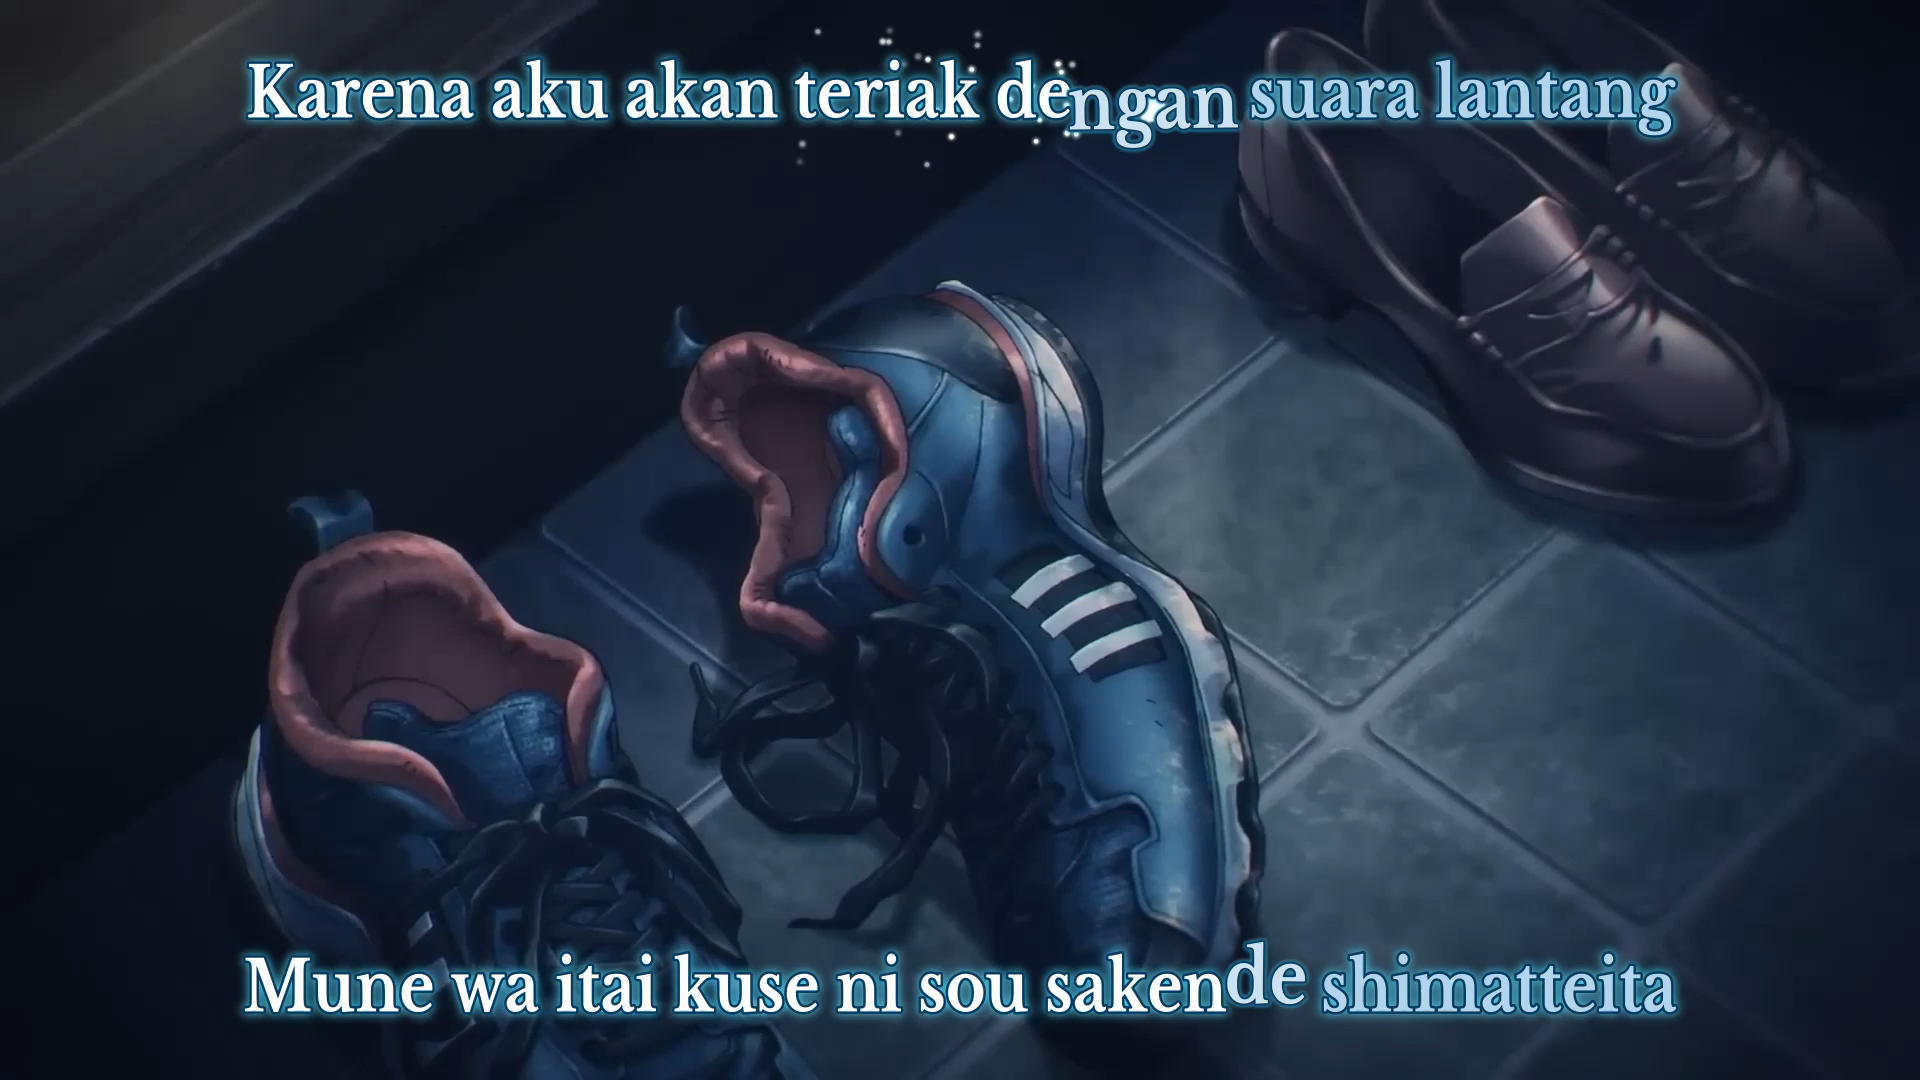 Karena aku akan teriak dengan suara lantang
Mune wa itai kuse ni sou sakende shimatteita